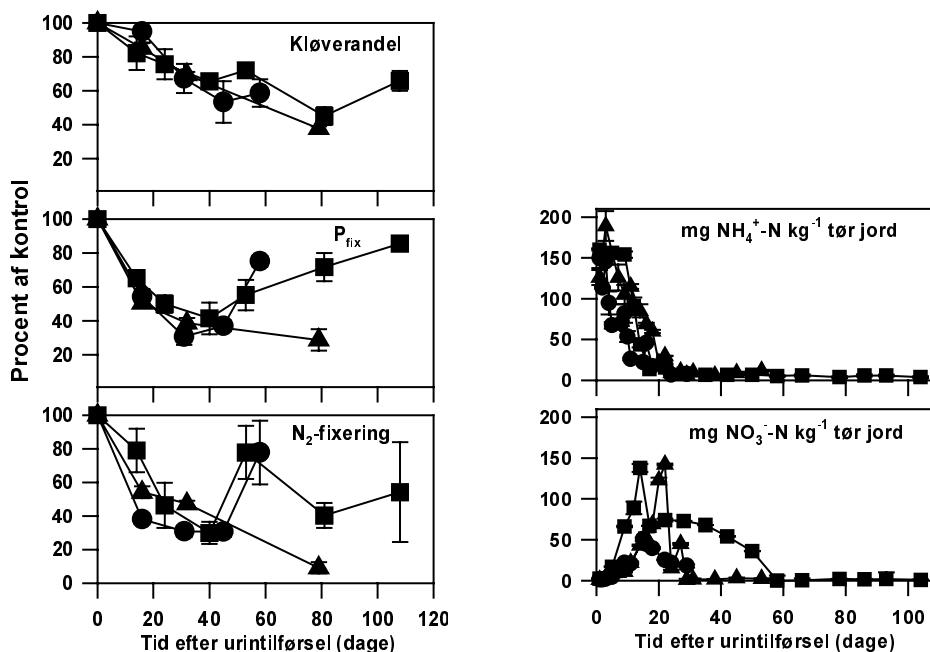 Procent af kontrol
100
80
60
40
20
Kløverandel
100
80
60
40
20
P_fix
100
80
60
40
20
0
N₂-fixering
0 20 40 60 80 100 120
Tid efter urintilførsel (dage)
200
150
100
50
0
mg NH₄⁺-N kg⁻¹ tør jord
200
150
100
50
0
mg NO₃⁻-N kg⁻¹ tør jord
0 20 40 60 80 100
Tid efter urintilførsel (dage)